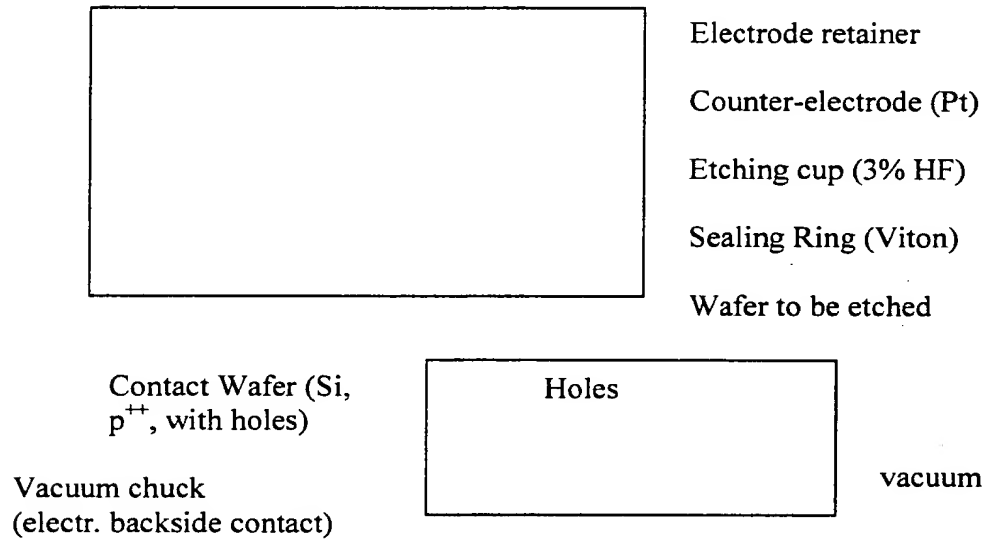 Electrode retainer
Counter-electrode (Pt)
Etching cup (3% HF)
Sealing Ring (Viton)
Wafer to be etched
Contact Wafer (Si,
p++, with holes)
Holes
Vacuum chuck
(electr. backside contact)
vacuum